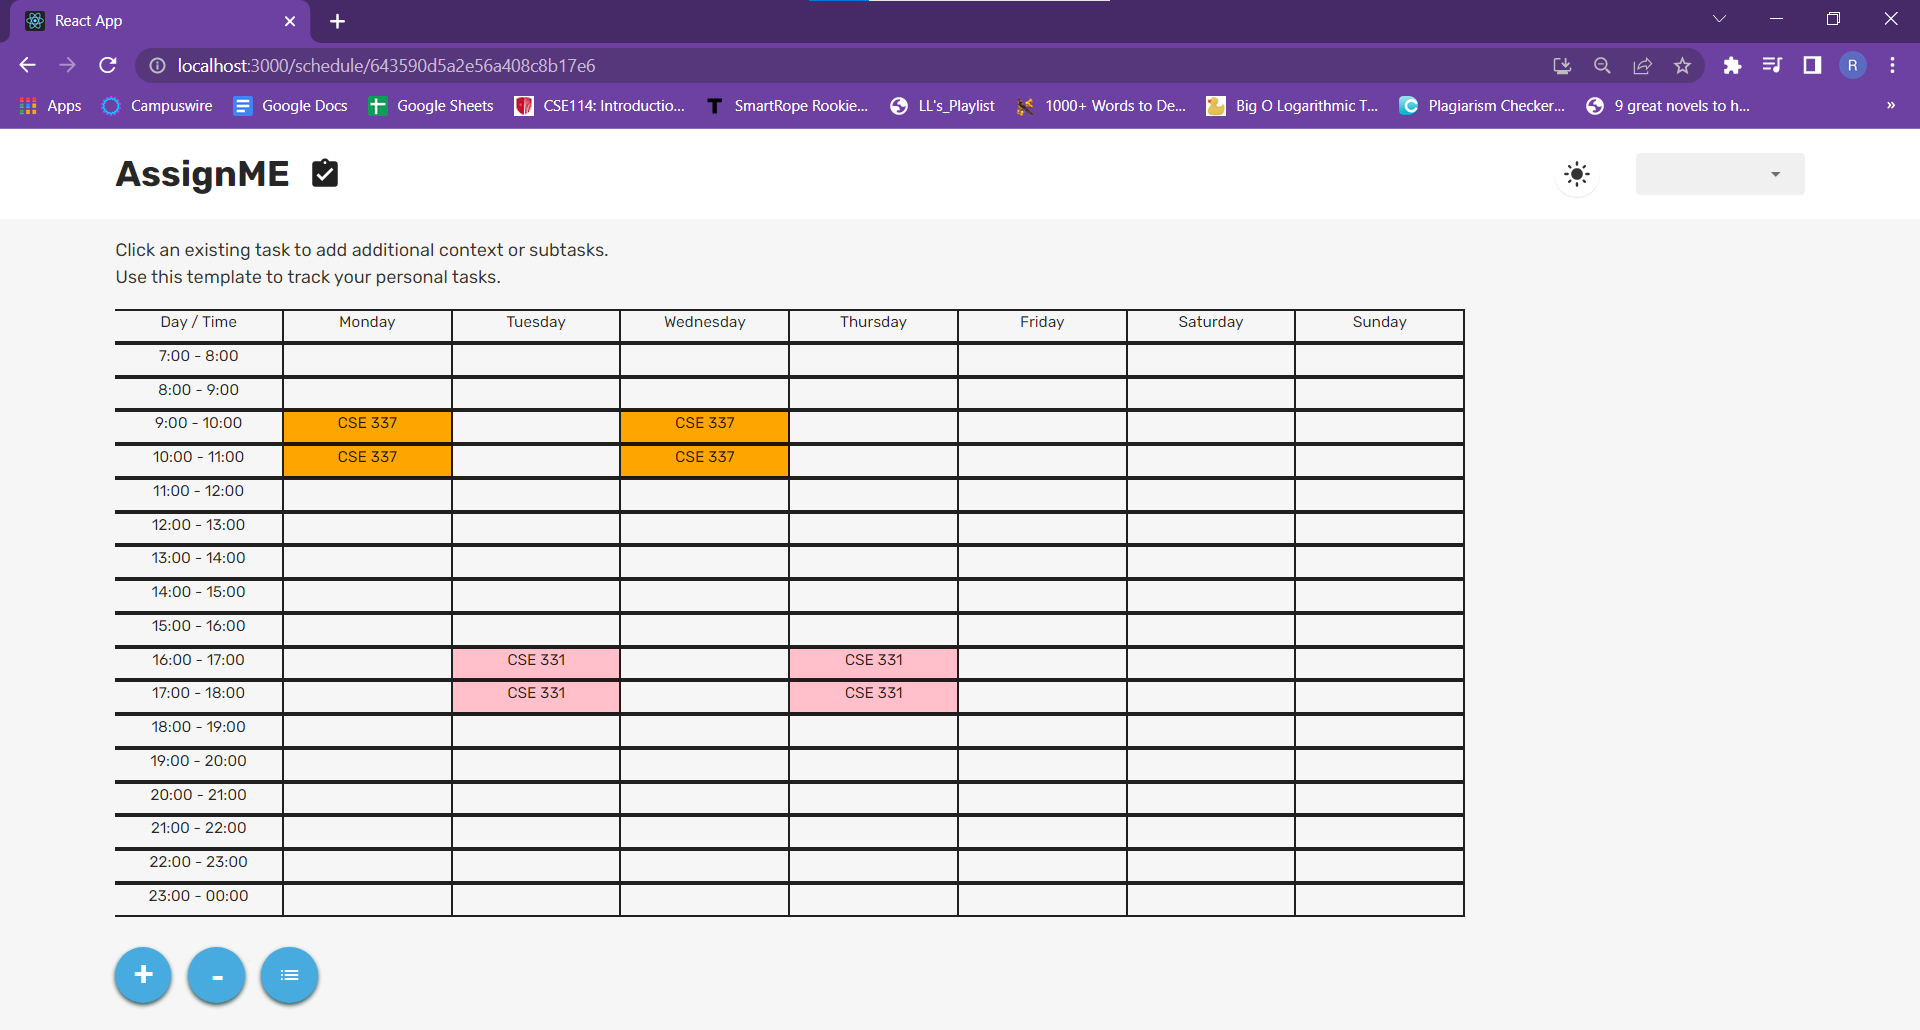 React App
localhost:3000/schedule/643590d5a2e56a408c8b17e6
R
Apps Campuswire Google Docs Google Sheets CSE114: Introductio... T SmartRope Rookie... LL's_Playlist 1000+ Words to De... Big O Logarithmic T... Plagiarism Checker... 9 great novels to h... »
AssignME
Click an existing task to add additional context or subtasks.
Use this template to track your personal tasks.
Day / Time Monday Tuesday Wednesday Thursday Friday Saturday Sunday
7:00 - 8:00
8:00 - 9:00
9:00 - 10:00 CSE 337 CSE 337
10:00 - 11:00 CSE 337 CSE 337
11:00 - 12:00
12:00 - 13:00
13:00 - 14:00
14:00 - 15:00
15:00 - 16:00
16:00 - 17:00 CSE 331 CSE 331
17:00 - 18:00 CSE 331 CSE 331
18:00 - 19:00
19:00 - 20:00
20:00 - 21:00
21:00 - 22:00
22:00 - 23:00
23:00 - 00:00
+ -